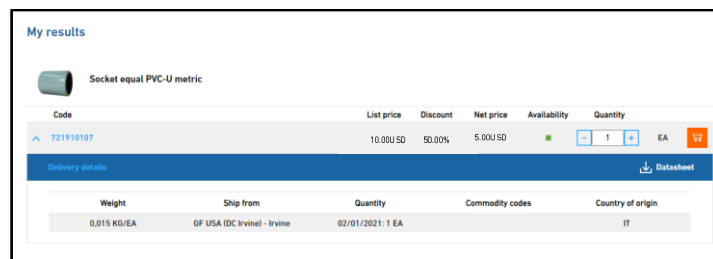 My results
Socket equal PVC-U metric
Code List price Discount Net price Availability Quantity
721910107 10.00USD 50.00% 5.00USD - 1 + EA
Delivery details Datasheet
Weight Ship from Quantity Commodity codes Country of origin
0,015 KG/EA GF USA (DC Irvine) - Irvine 02/01/2021: 1 EA IT